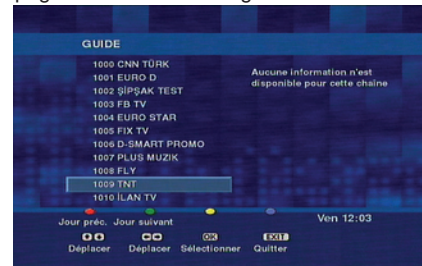 GUIDE
1000 CNN TÜRK
1001 EURO D
1002 ŞİPŞAK TEST
1003 FB TV
1004 EURO STAR
1005 FIX TV
1006 D-SMART PROMO
1007 PLUS MUZIK
1008 FLY
1009 TNT
1010 İLAN TV
Aucune information n'est
disponible pour cette chaîne
Jour préc. Jour suivant
Ven 12:03
OK EXIT
Déplacer Déplacer Sélectionner Quitter